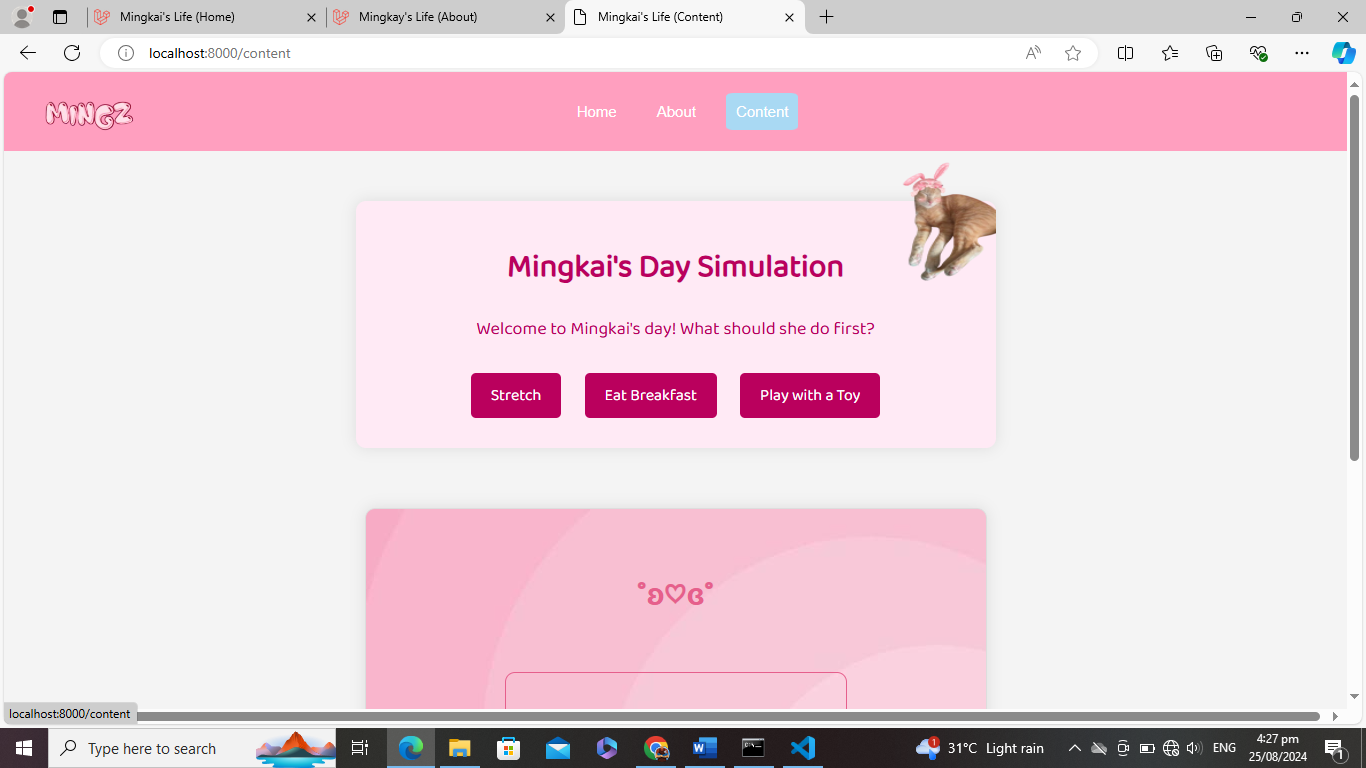 Mingkai's Life (Home)
Mingkay's Life (About)
Mingkai's Life (Content)
localhost:8000/content
MINGZ
Home
About
Content
Mingkai's Day Simulation
Welcome to Mingkai's day! What should she do first?
Stretch
Eat Breakfast
Play with a Toy
˚ʚ♡ɞ˚
localhost:8000/content
Type here to search
1
31°C Light rain
ENG
4:27 pm
25/08/2024
1